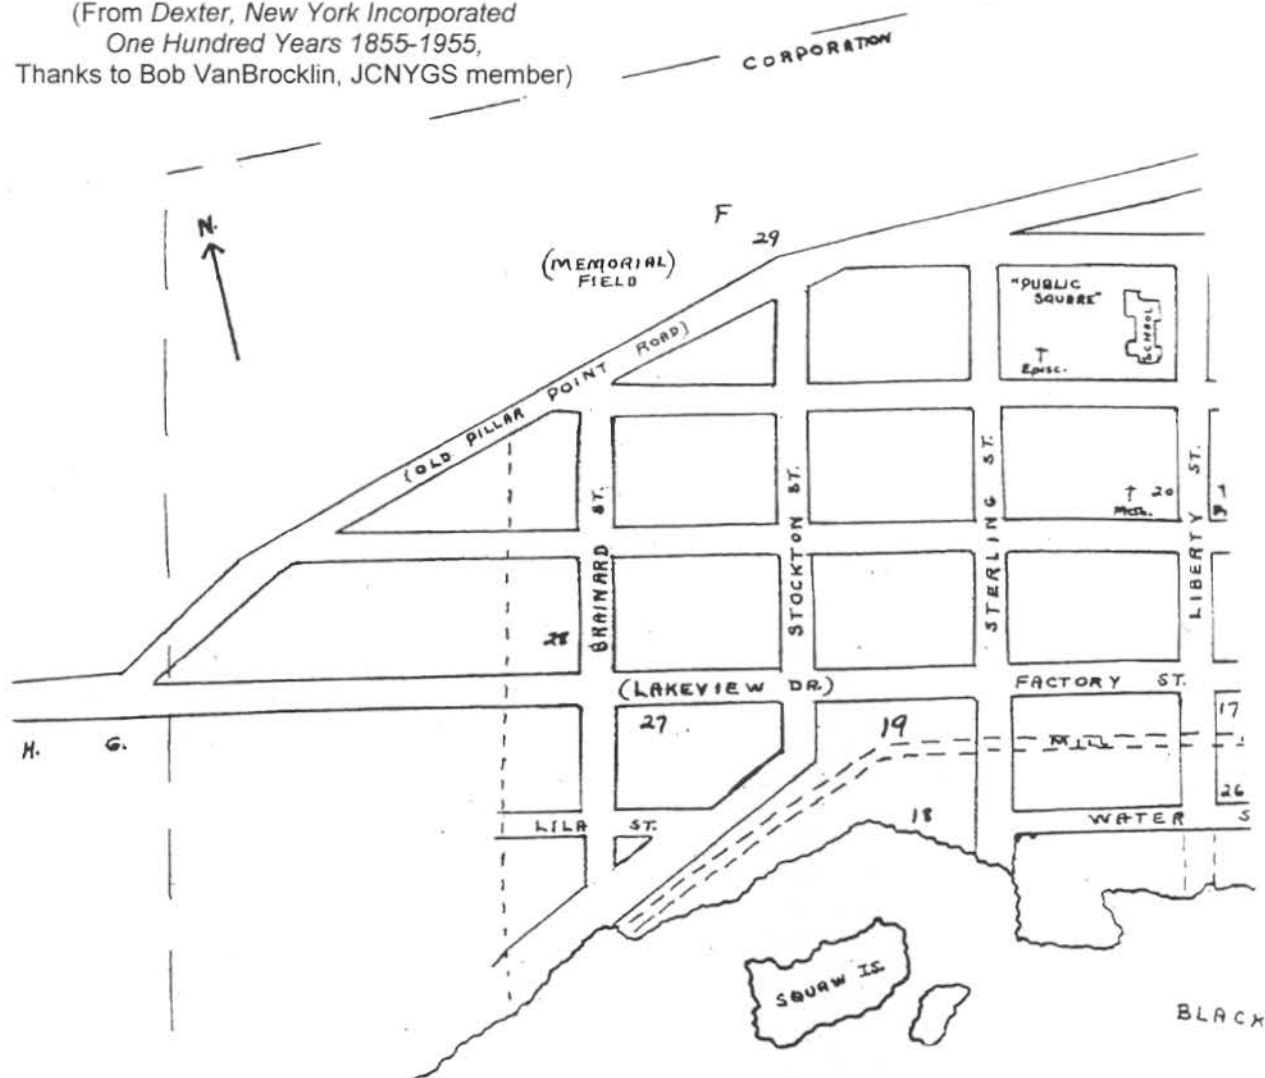 (From Dexter, New York Incorporated
One Hundred Years 1855-1955,
Thanks to Bob VanBrocklin, JCNYGS member)
CORPORATION
N.
F
29
(MEMORIAL)
FIELD
"PUBLIC
SQUARE"
SCHOOL
Episc.
(OLD PILLAR POINT ROAD)
BRAINARD ST.
STOCKTON ST.
STERLING ST.
LIBERTY ST.
20
Meth.
28
(LAKEVIEW DR.)
FACTORY ST.
27
19
17
MILL
H.
G.
26
18
LILA ST.
WATER S
SQUAW IS.
BLACK